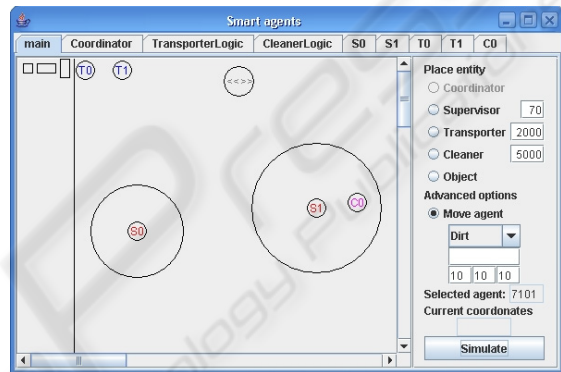 Smart agents
main Coordinator TransporterLogic CleanerLogic S0 S1 T0 T1 C0
T0 T1
<<>>
S0
S1
C0
Place entity
Coordinator
Supervisor 70
Transporter 2000
Cleaner 5000
Object
Advanced options
Move agent
Dirt
10 10 10
Selected agent: 7101
Current coordonates
Simulate